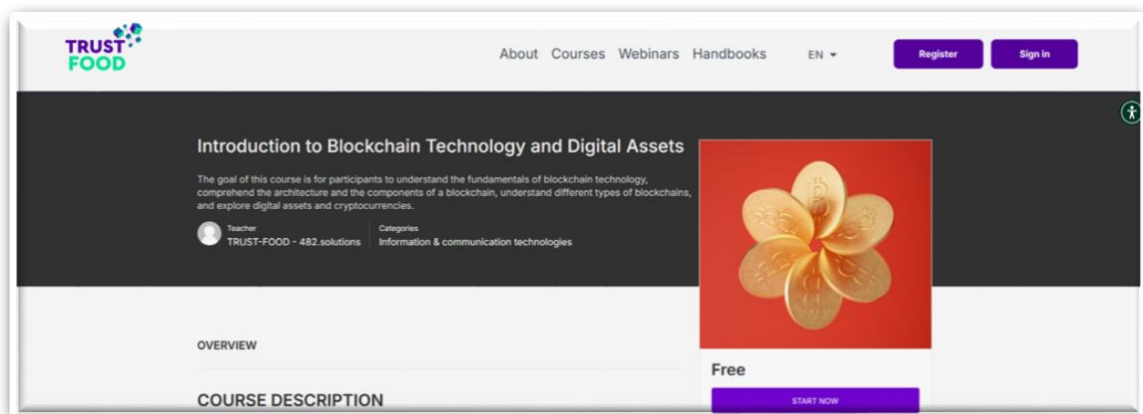 TRUST
FOOD
About Courses Webinars Handbooks EN
Register
Sign in
Introduction to Blockchain Technology and Digital Assets
The goal of this course is for participants to understand the fundamentals of blockchain technology,
comprehend the architecture and the components of a blockchain, understand different types of blockchains,
and explore digital assets and cryptocurrencies.
Teacher
TRUST-FOOD - 482.solutions
Categories
Information & communication technologies
OVERVIEW
COURSE DESCRIPTION
Free
START NOW